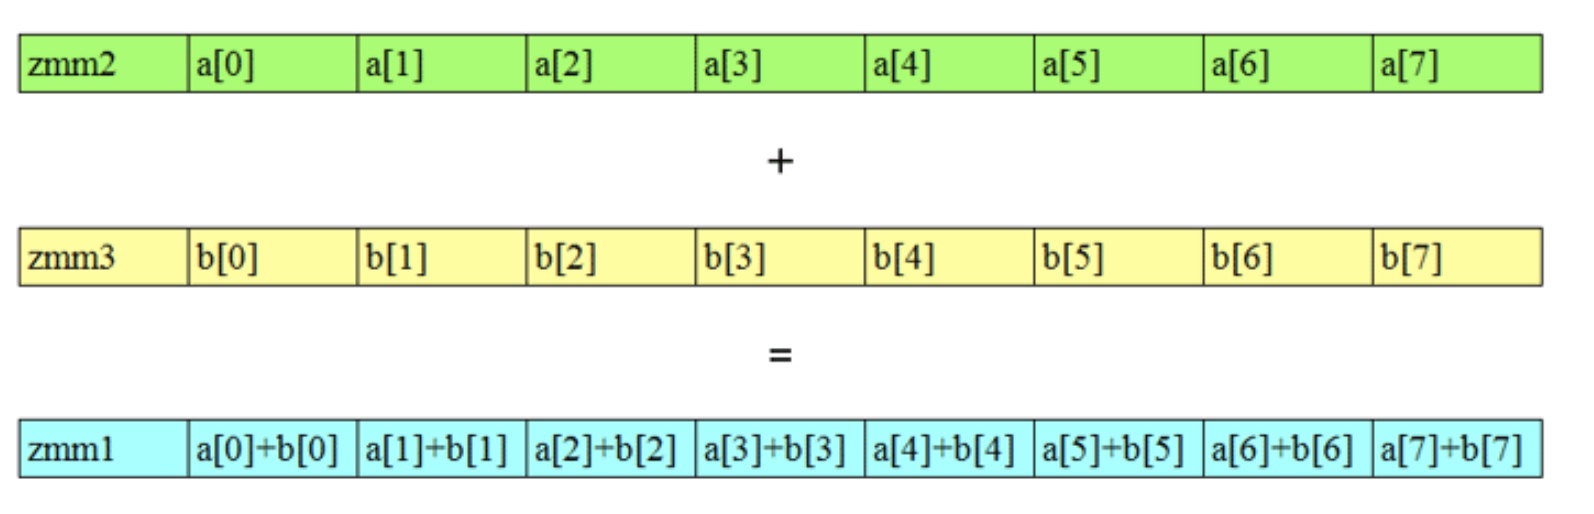 zmm2 a[0] a[1] a[2] a[3] a[4] a[5] a[6] a[7]
+
zmm3 b[0] b[1] b[2] b[3] b[4] b[5] b[6] b[7]
=
zmm1 a[0]+b[0] a[1]+b[1] a[2]+b[2] a[3]+b[3] a[4]+b[4] a[5]+b[5] a[6]+b[6] a[7]+b[7]